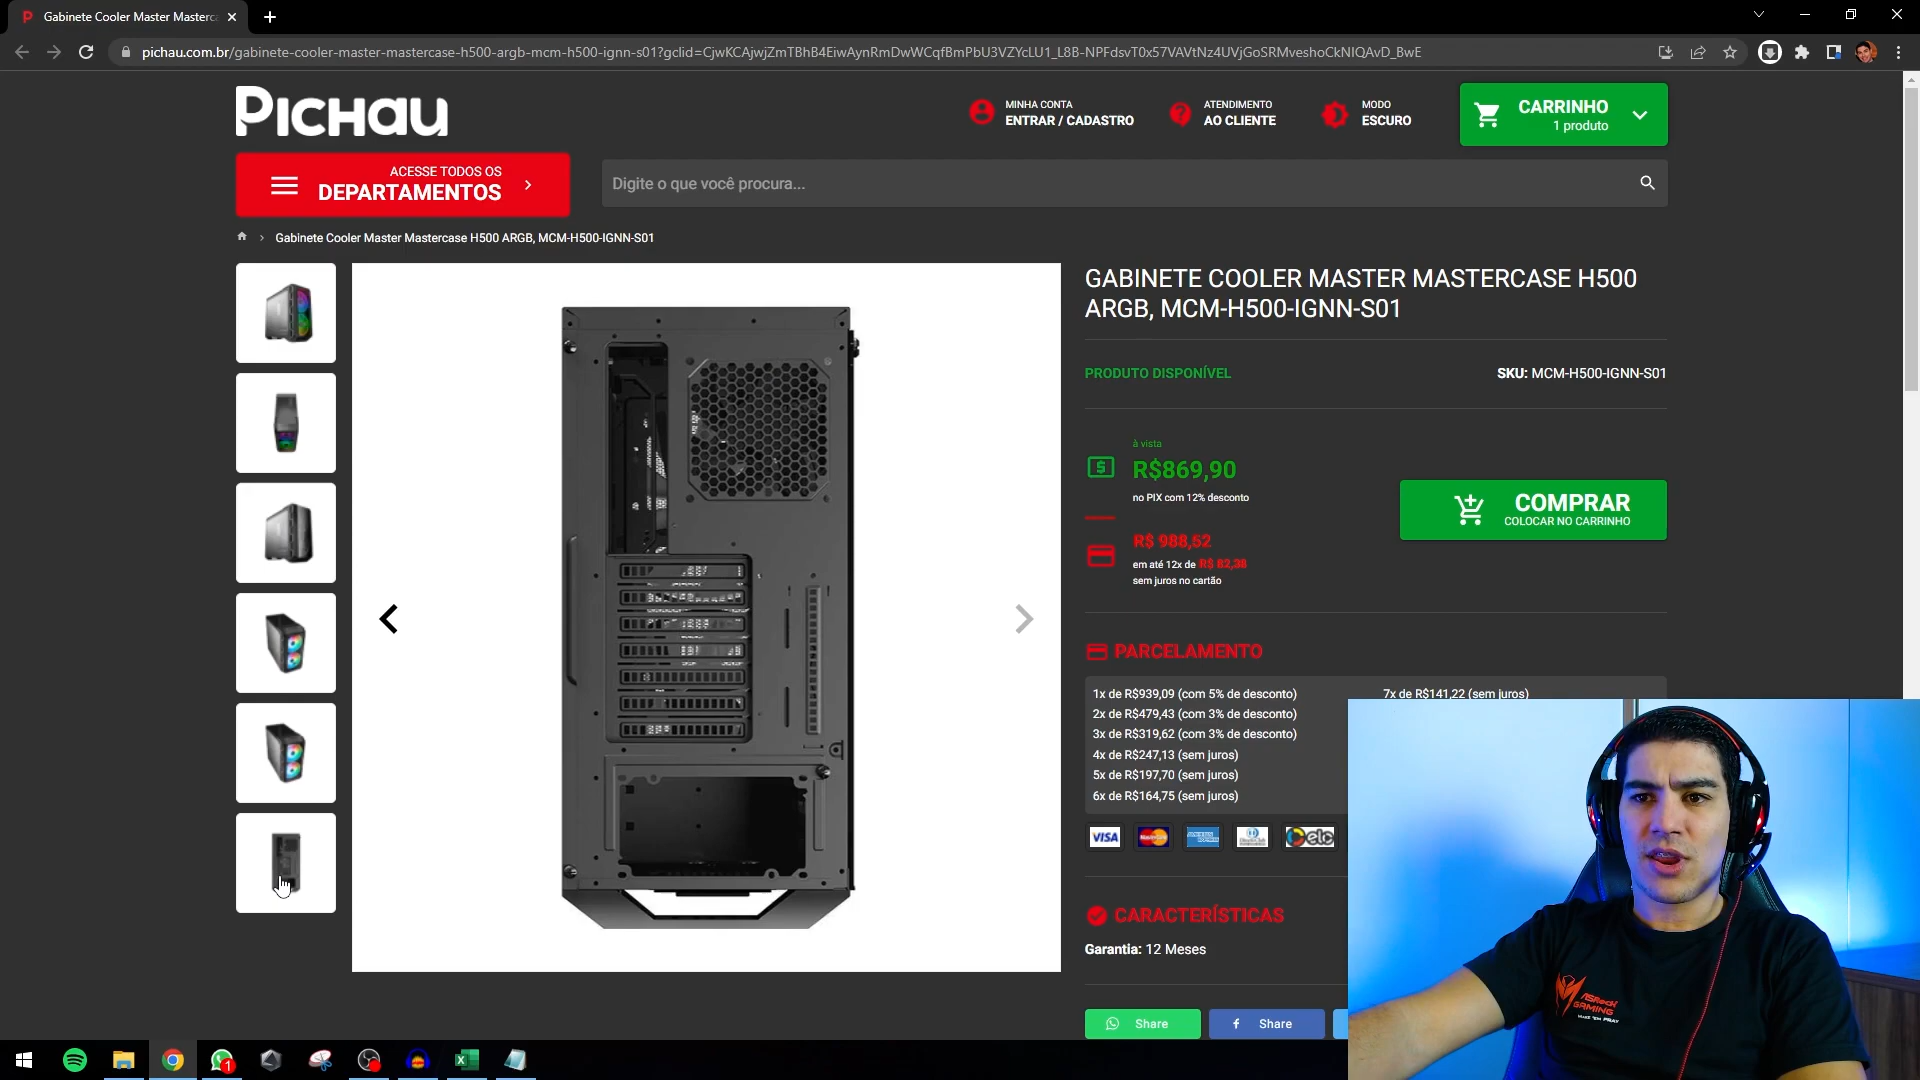 Gabinete Cooler Master Masterca
pichau.com.br/gabinete-cooler-master-mastercase-h500-argb-mcm-h500-ignn-s01?gclid=CjwKCAjwjZmTBhB4EiwAynRmDwWCqfBmPbU3VZYcLU1_L8B-NPFdsvT0x57VAVtNz4UVjGoSRMveshoCkNIQAvD_BwE
PICHAU
MINHA CONTA
ENTRAR / CADASTRO
ATENDIMENTO
AO CLIENTE
MODO
ESCURO
CARRINHO
1 produto
ACESSE TODOS OS
DEPARTAMENTOS
Digite o que você procura...
Gabinete Cooler Master Mastercase H500 ARGB, MCM-H500-IGNN-S01
GABINETE COOLER MASTER MASTERCASE H500
ARGB, MCM-H500-IGNN-S01
PRODUTO DISPONÍVEL
SKU: MCM-H500-IGNN-S01
à vista
R$869,90
no PIX com 12% desconto
R$ 988,52
em até 12x de R$ 82,38
sem juros no cartão
COMPRAR
COLOCAR NO CARRINHO
PARCELAMENTO
1x de R$939,09 (com 5% de desconto)
2x de R$479,43 (com 3% de desconto)
3x de R$319,62 (com 3% de desconto)
4x de R$247,13 (sem juros)
5x de R$197,70 (sem juros)
6x de R$164,75 (sem juros)
7x de R$141,22 (sem juros)
VISA
elo
CARACTERÍSTICAS
Garantia: 12 Meses
Share
Share
1
ASRock
GAMING